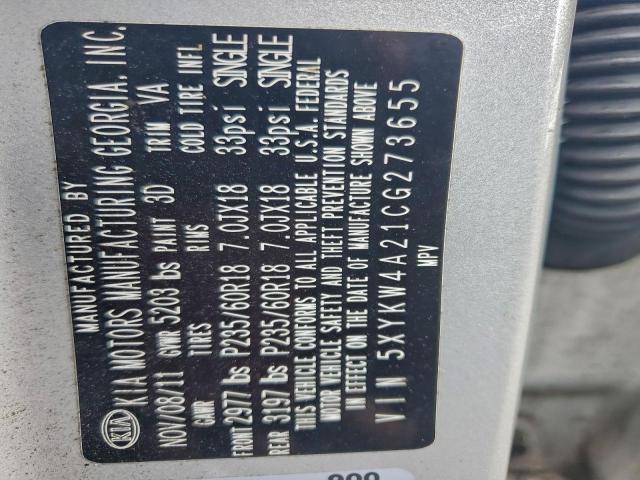 MANUFACTURED BY
KIA KIA MOTORS MANUFACTURING GEORGIA, INC.
NOV/08/11 GWR 5203 lbs PAINT 3D TRIM VA
GAWR TIRES RIMS COLD TIRE INFL
FRONT 2977 lbs P235/60R18 7.0JX18 33psi SINGLE
REAR 3197 lbs P235/60R18 7.0JX18 33psi SINGLE
THIS VEHICLE CONFORMS TO ALL APPLICABLE U.S.A. FEDERAL
MOTOR VEHICLE SAFETY AND THEFT PREVENTION STANDARDS
IN EFFECT ON THE DATE OF MANUFACTURE SHOWN ABOVE
VIN 5XYKW4A21CG273655
MPV